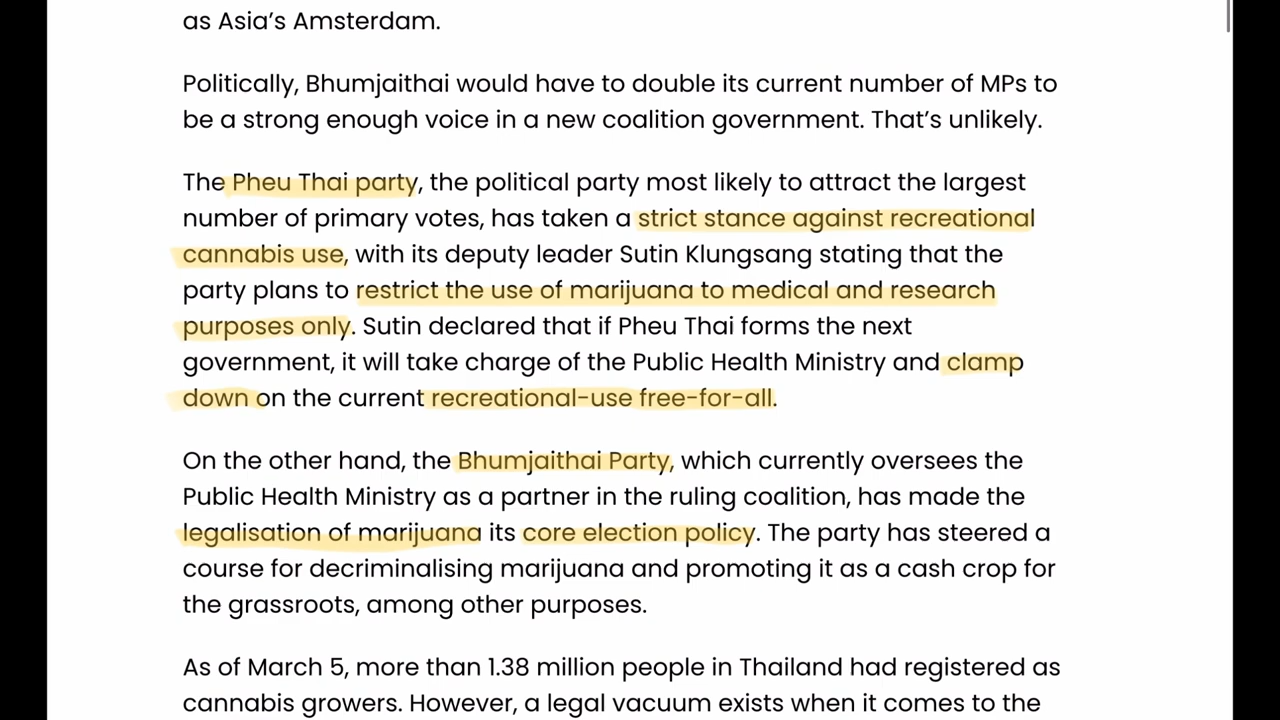 as Asia’s Amsterdam.
Politically, Bhumjaithai would have to double its current number of MPs to
be a strong enough voice in a new coalition government. That’s unlikely.
The Pheu Thai party, the political party most likely to attract the largest
number of primary votes, has taken a strict stance against recreational
cannabis use, with its deputy leader Sutin Klungsang stating that the
party plans to restrict the use of marijuana to medical and research
purposes only. Sutin declared that if Pheu Thai forms the next
government, it will take charge of the Public Health Ministry and clamp
down on the current recreational-use free-for-all.
On the other hand, the Bhumjaithai Party, which currently oversees the
Public Health Ministry as a partner in the ruling coalition, has made the
legalisation of marijuana its core election policy. The party has steered a
course for decriminalising marijuana and promoting it as a cash crop for
the grassroots, among other purposes.
As of March 5, more than 1.38 million people in Thailand had registered as
cannabis growers. However, a legal vacuum exists when it comes to the